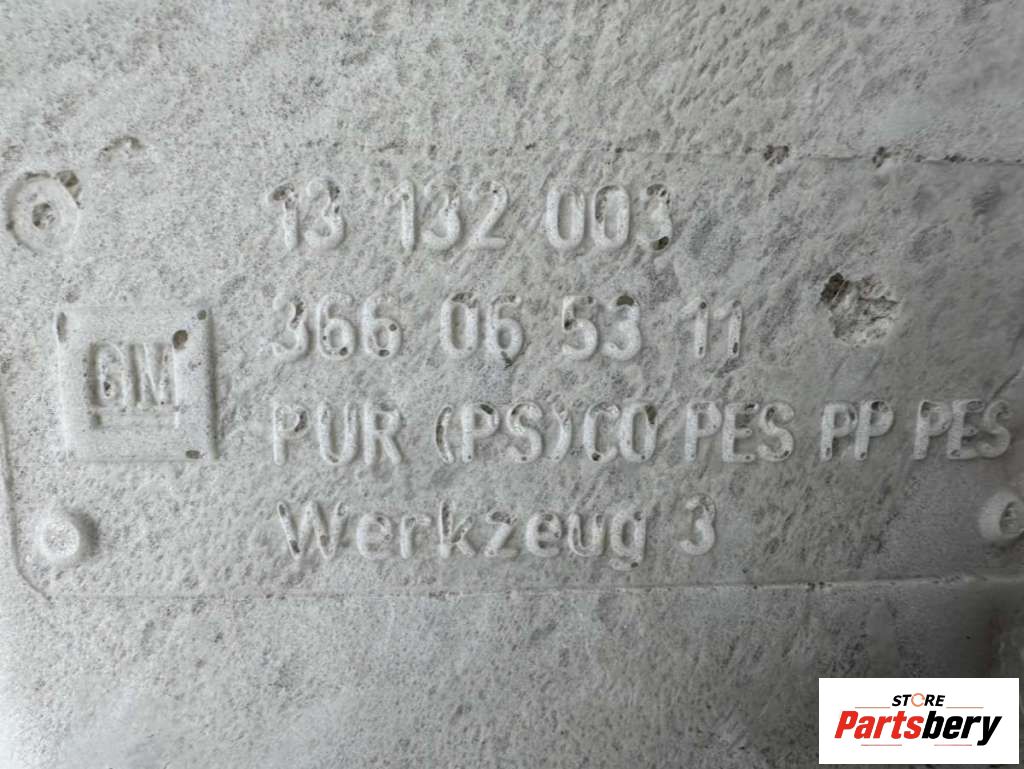 13 132 003
366 06 53 11
GM
PUR (PS)CO PES PP PES
Werkzeug 3
STORE
Partsbery